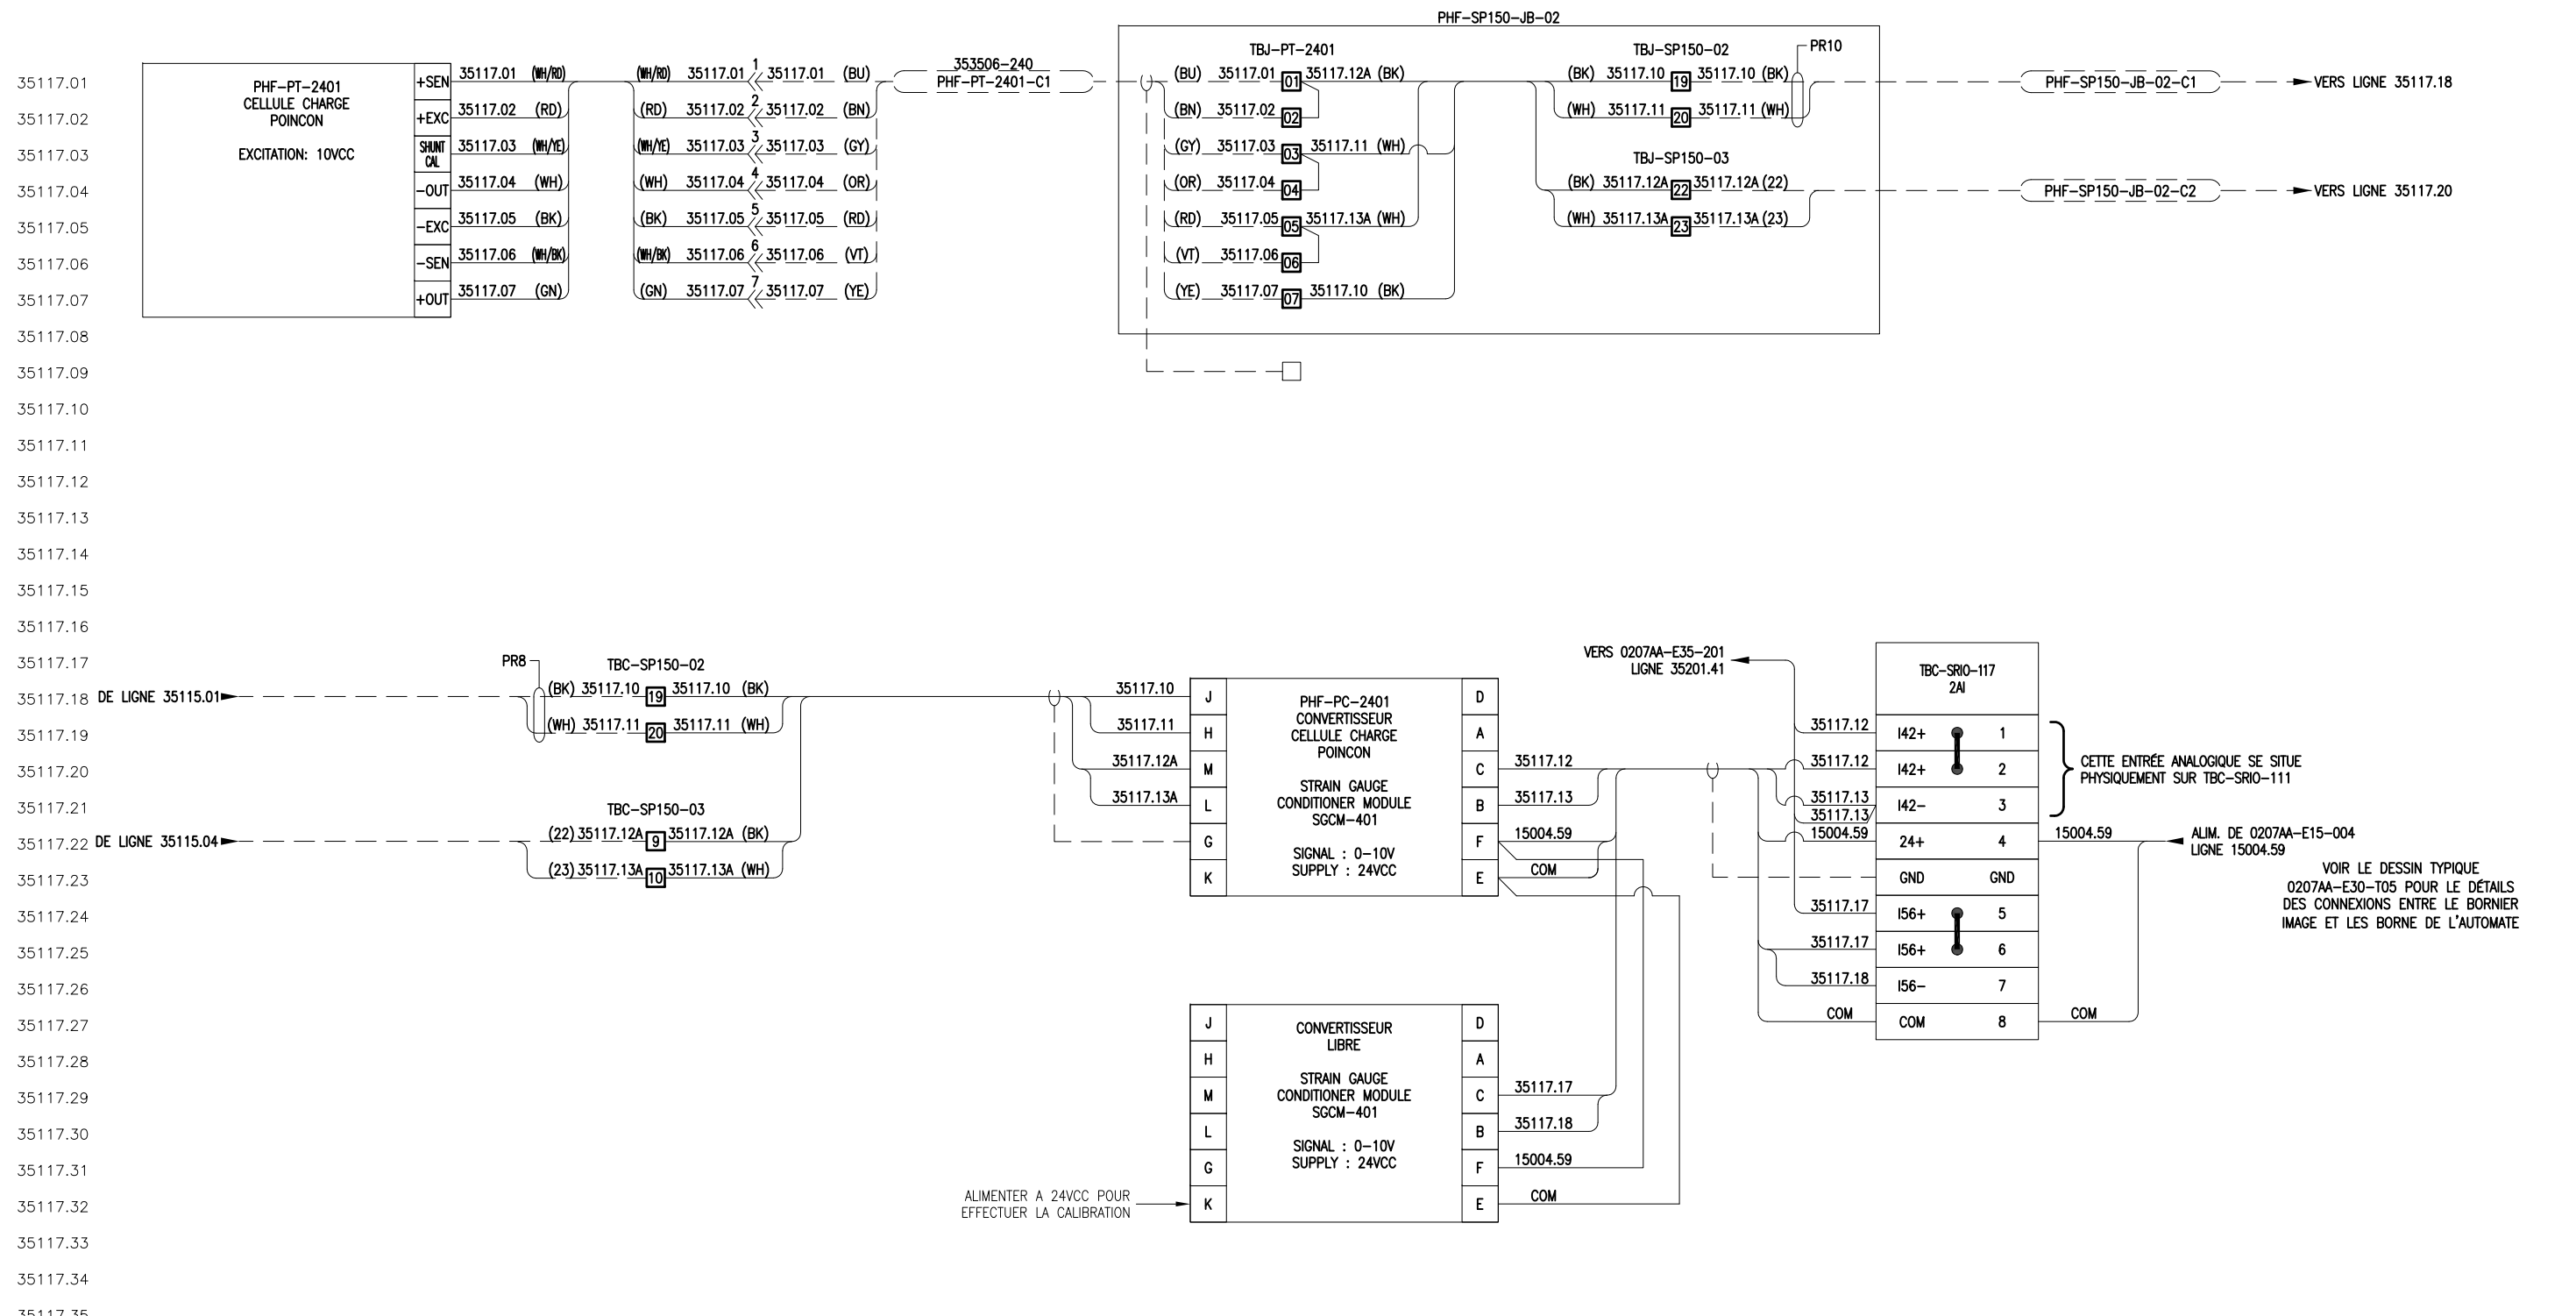 PHF-SP150-JB-02
35117.01
PHF-PT-2401
CELLULE CHARGE
POINCON
EXCITATION: 10VCC
+SEN 35117.01 (WH/RD) (WH/RD) 35117.01 1 35117.01 (BU)
+EXC 35117.02 (RD) (RD) 35117.02 2 35117.02 (BN)
SHUNT CAL 35117.03 (WH/YE) (WH/YE) 35117.03 3 35117.03 (GY)
-OUT 35117.04 (WH) (WH) 35117.04 4 35117.04 (OR)
-EXC 35117.05 (BK) (BK) 35117.05 5 35117.05 (RD)
-SEN 35117.06 (WH/BK) (WH/BK) 35117.06 6 35117.06 (VT)
+OUT 35117.07 (GN) (GN) 35117.07 7 35117.07 (YE)
353506-240
PHF-PT-2401-C1
TBJ-PT-2401
(BU) 35117.01 01 35117.12A (BK)
(BN) 35117.02 02
(GY) 35117.03 03 35117.11 (WH)
(OR) 35117.04 04
(RD) 35117.05 05 35117.13A (WH)
(VT) 35117.06 06
(YE) 35117.07 07 35117.10 (BK)
TBJ-SP150-02
PR10
(BK) 35117.10 19 35117.10 (BK)
(WH) 35117.11 20 35117.11 (WH)
TBJ-SP150-03
(BK) 35117.12A 22 35117.12A (22)
(WH) 35117.13A 23 35117.13A (23)
PHF-SP150-JB-02-C1
VERS LIGNE 35117.18
PHF-SP150-JB-02-C2
VERS LIGNE 35117.20
35117.02
35117.03
35117.04
35117.05
35117.06
35117.07
35117.08
35117.09
35117.10
35117.11
35117.12
35117.13
35117.14
35117.15
35117.16
35117.17
35117.18
35117.19
35117.20
35117.21
35117.22
35117.23
35117.24
35117.25
35117.26
35117.27
35117.28
35117.29
35117.30
35117.31
35117.32
35117.33
35117.34
35117.35
DE LIGNE 35115.01
DE LIGNE 35115.04
PR8
TBC-SP150-02
(BK) 35117.10 19 35117.10 (BK)
(WH) 35117.11 20 35117.11 (WH)
TBC-SP150-03
(22) 35117.12A 9 35117.12A (BK)
(23) 35117.13A 10 35117.13A (WH)
35117.10 J
35117.11 H
35117.12A M
35117.13A L
G
K
PHF-PC-2401
CONVERTISSEUR
CELLULE CHARGE
POINCON
STRAIN GAUGE
CONDITIONER MODULE
SGCM-401
SIGNAL : 0-10V
SUPPLY : 24VCC
D
A
C 35117.12
B 35117.13
F 15004.59
E COM
J
H
M
L
G
K
CONVERTISSEUR
LIBRE
STRAIN GAUGE
CONDITIONER MODULE
SGCM-401
SIGNAL : 0-10V
SUPPLY : 24VCC
D
A
C 35117.17
B 35117.18
F 15004.59
E COM
ALIMENTER A 24VCC POUR
EFFECTUER LA CALIBRATION
VERS 0207AA-E35-201
LIGNE 35201.41
TBC-SRIO-117
2AI
35117.12 I42+ 1
35117.12 I42+ 2
35117.13 I42- 3
35117.13
15004.59 24+ 4 15004.59
GND GND
35117.17 I56+ 5
35117.17 I56+ 6
35117.18 I56- 7
COM COM 8 COM
CETTE ENTRÉE ANALOGIQUE SE SITUE
PHYSIQUEMENT SUR TBC-SRIO-111
ALIM. DE 0207AA-E15-004
LIGNE 15004.59
VOIR LE DESSIN TYPIQUE
0207AA-E30-T05 POUR LE DÉTAILS
DES CONNEXIONS ENTRE LE BORNIER
IMAGE ET LES BORNE DE L'AUTOMATE